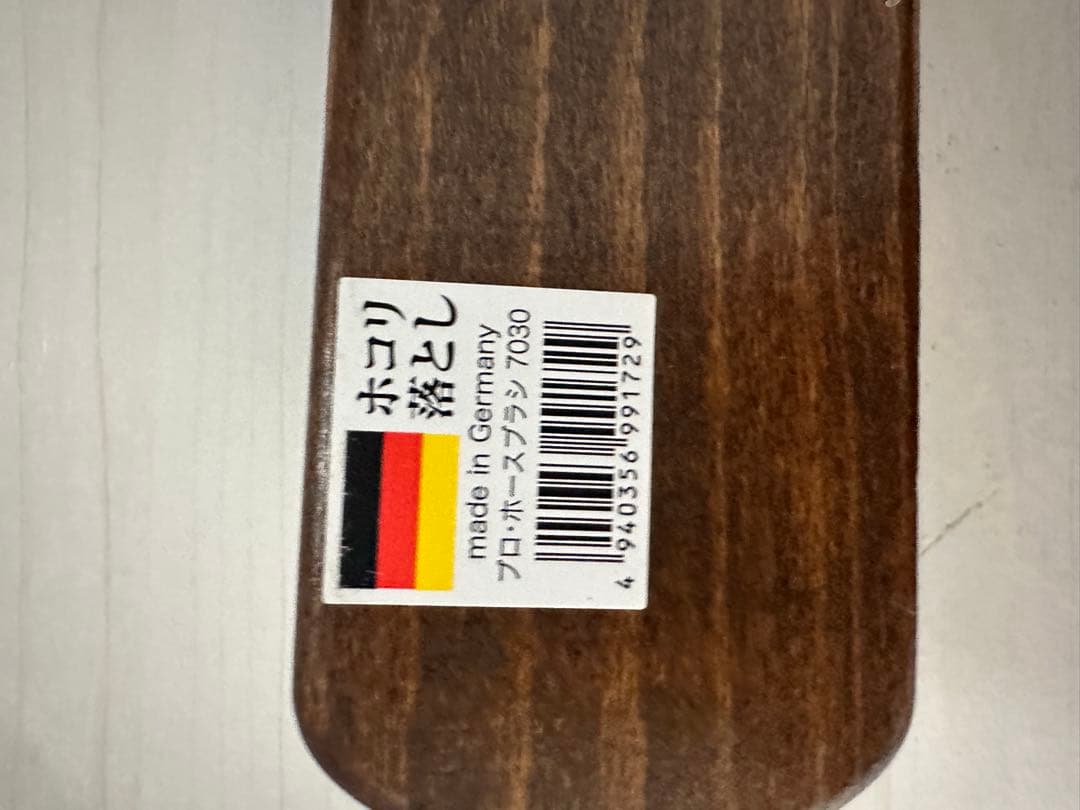 ホコリ
落とし
made in Germany
プロ・ホースブラシ 7030
4 940356 991729